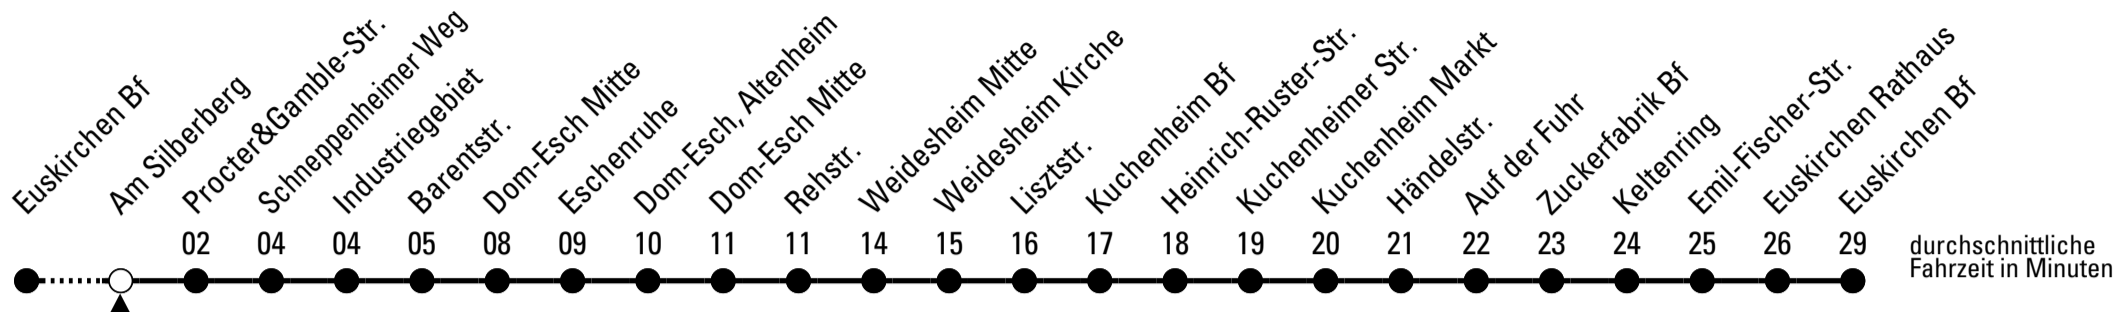 Euskirchen Bf
Am Silberberg
Procter&Gamble-Str.
Schneppenheimer Weg
Industriegebiet
Barentstr.
Dom-Esch Mitte
Eschenruhe
Dom-Esch, Altenheim
Dom-Esch Mitte
Rehstr.
Weidesheim Mitte
Weidesheim Kirche
Lisztstr.
Kuchenheim Bf
Heinrich-Ruster-Str.
Kuchenheimer Str.
Kuchenheim Markt
Händelstr.
Auf der Fuhr
Zuckerfabrik Bf
Keltenring
Emil-Fischer-Str.
Euskirchen Rathaus
Euskirchen Bf
02 04 04 05 08 09 10 11 11 14 15 16 17 18 19 20 21 22 23 24 25 26 29
durchschnittliche
Fahrzeit in Minuten